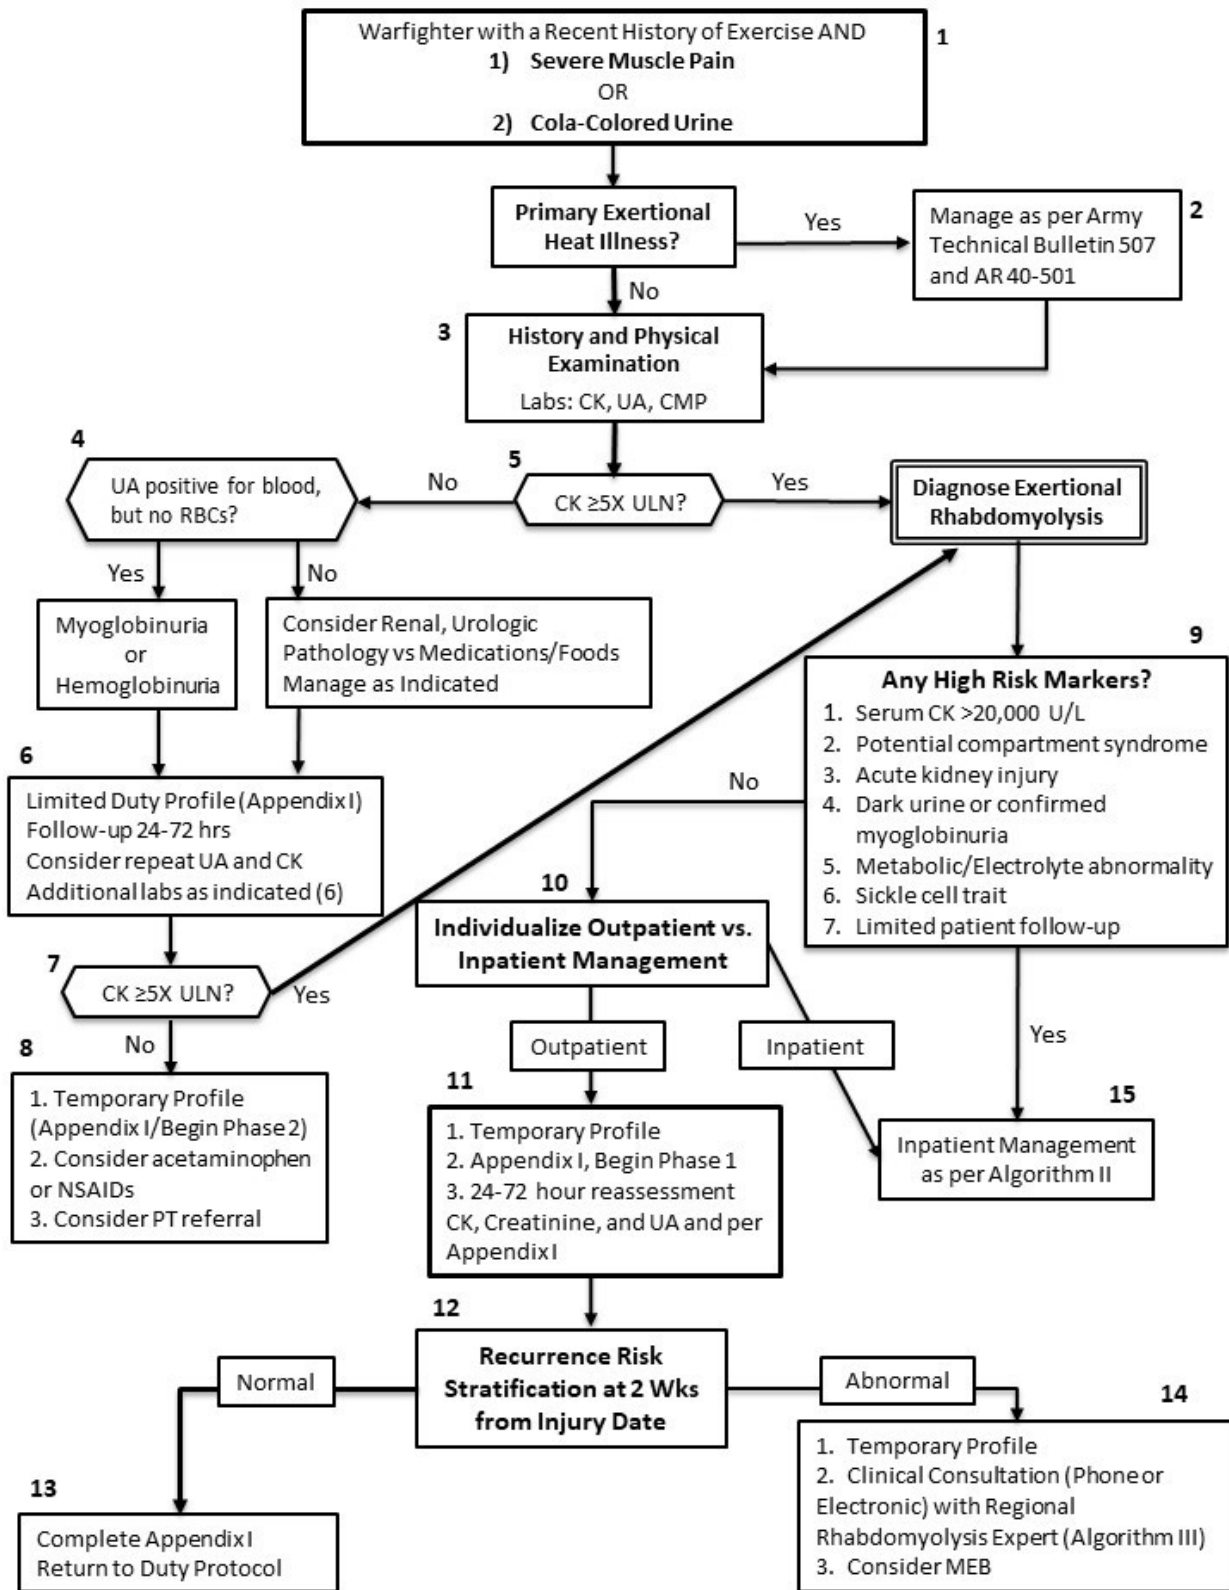 Warfighter with a Recent History of Exercise AND
1) Severe Muscle Pain
OR
2) Cola-Colored Urine
1
Primary Exertional
Heat Illness?
Yes
Manage as per Army
Technical Bulletin 507
and AR 40-501
2
No
3
History and Physical
Examination
Labs: CK, UA, CMP
4
UA positive for blood,
but no RBCs?
No
5
CK ≥5X ULN?
Yes
Diagnose Exertional
Rhabdomyolysis
Yes
No
Myoglobinuria
or
Hemoglobinuria
Consider Renal, Urologic
Pathology vs Medications/Foods
Manage as Indicated
9
Any High Risk Markers?
1. Serum CK >20,000 U/L
2. Potential compartment syndrome
3. Acute kidney injury
4. Dark urine or confirmed
myoglobinuria
5. Metabolic/Electrolyte abnormality
6. Sickle cell trait
7. Limited patient follow-up
6
Limited Duty Profile (Appendix I)
Follow-up 24-72 hrs
Consider repeat UA and CK
Additional labs as indicated (6)
No
10
Individualize Outpatient vs.
Inpatient Management
7
CK ≥5X ULN?
Yes
No
8
1. Temporary Profile
(Appendix I/Begin Phase 2)
2. Consider acetaminophen
or NSAIDs
3. Consider PT referral
Outpatient
Inpatient
Yes
11
1. Temporary Profile
2. Appendix I, Begin Phase 1
3. 24-72 hour reassessment
CK, Creatinine, and UA and per
Appendix I
15
Inpatient Management
as per Algorithm II
12
Recurrence Risk
Stratification at 2 Wks
from Injury Date
Normal
Abnormal
13
Complete Appendix I
Return to Duty Protocol
14
1. Temporary Profile
2. Clinical Consultation (Phone or
Electronic) with Regional
Rhabdomyolysis Expert (Algorithm III)
3. Consider MEB